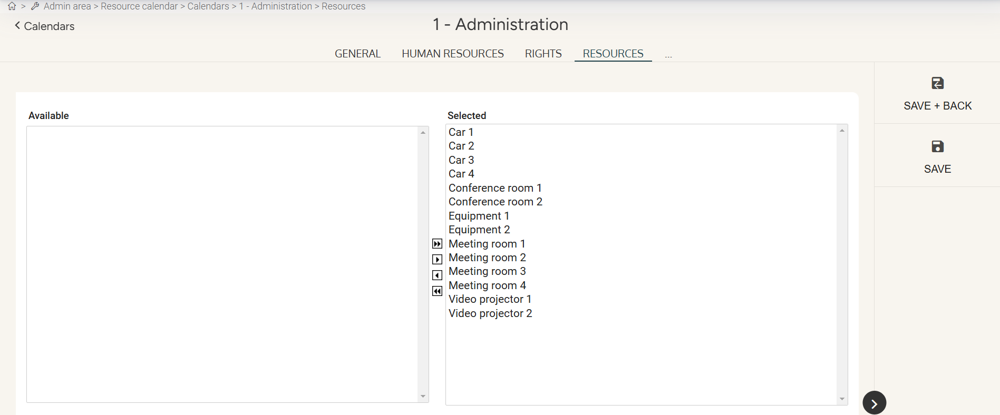 > Admin area > Resource calendar > Calendars > 1 - Administration > Resources
Calendars
1 - Administration
GENERAL HUMAN RESOURCES RIGHTS RESOURCES ...
SAVE + BACK
SAVE
Available
Selected
Car 1
Car 2
Car 3
Car 4
Conference room 1
Conference room 2
Equipment 1
Equipment 2
Meeting room 1
Meeting room 2
Meeting room 3
Meeting room 4
Video projector 1
Video projector 2